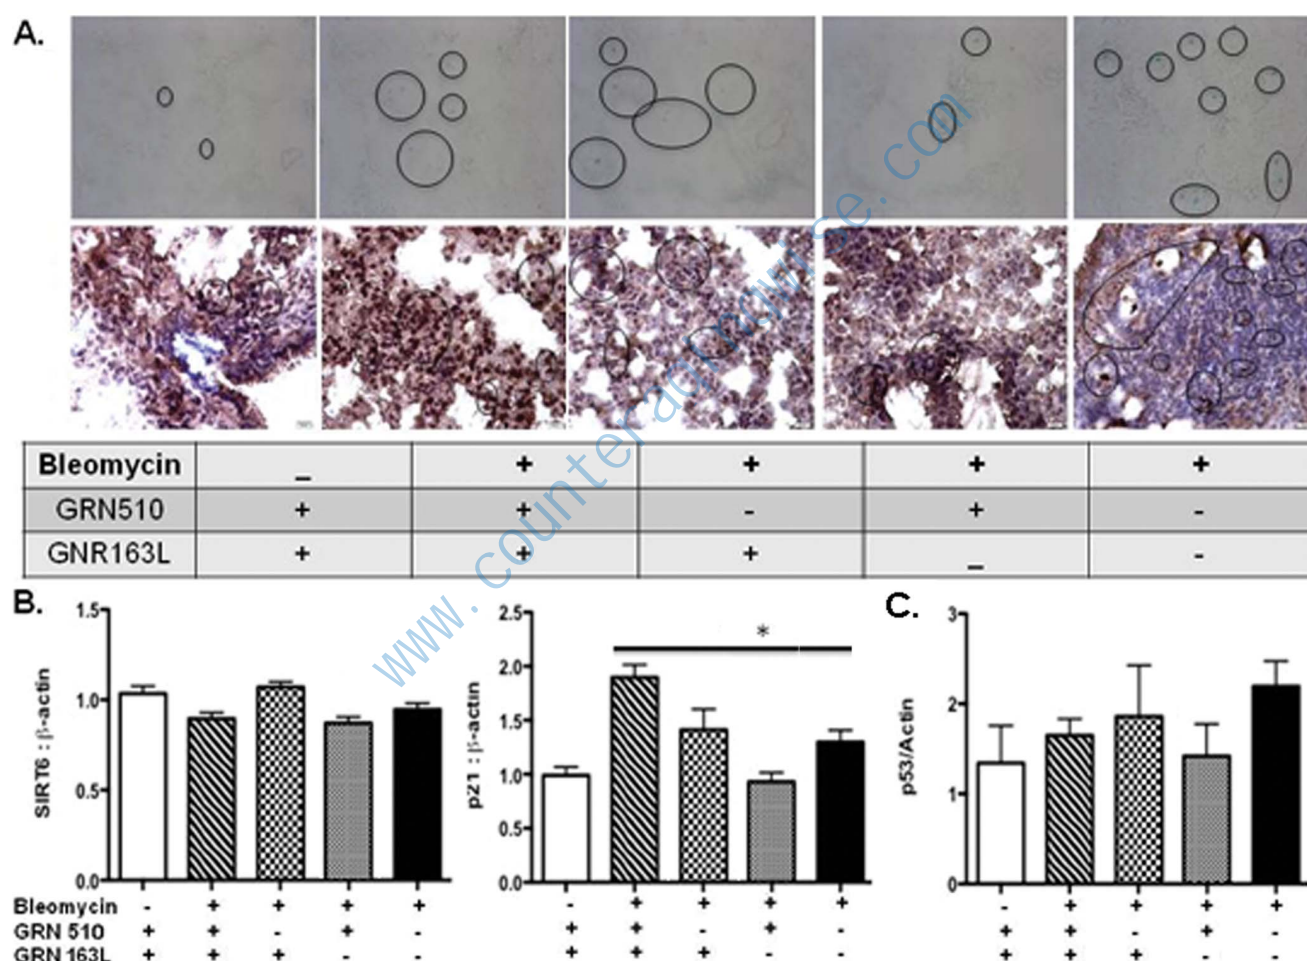 A.
Bleomycin _ + + + +
GRN510 + + - + -
GNR163L + + + _ -
B.
C.
1.5
1.0
0.5
0.0
SIRT6 : β-actin
2.5
2.0
1.5
1.0
0.5
0.0
p21 : β-actin
*
3
2
1
0
p53/Actin
Bleomycin - + + + + - + + + + - + + + +
GRN 510 + + - + - + + - + - + + - + -
GRN 163L + + + - - + + + - - + + + - -
www.counteraqingwise.com